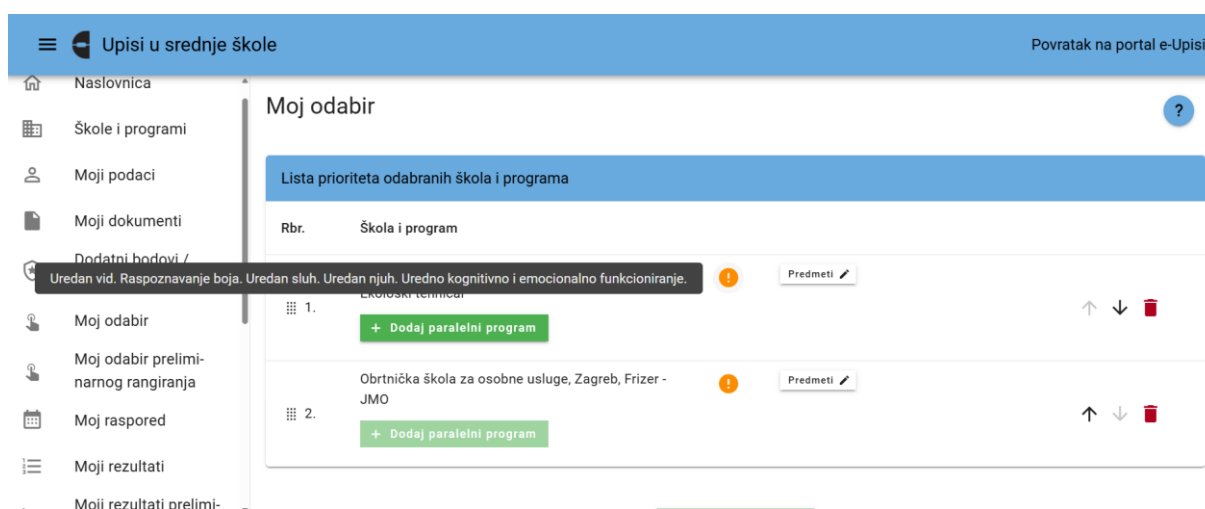 Upisi u srednje škole
Povratak na portal e-Upisi
Naslovnica
Škole i programi
Moji podaci
Moji dokumenti
Dodatni bodovi /
Moj odabir
Moj odabir prelimi-
narnog rangiranja
Moj raspored
Moji rezultati
Moji rezultati prelimi-
Moj odabir
?
Lista prioriteta odabranih škola i programa
Rbr.
Škola i program
Uredan vid. Raspoznavanje boja. Uredan sluh. Uredan njuh. Uredno kognitivno i emocionalno funkcioniranje.
!
Predmeti
1.
Ekološki tehničar
+ Dodaj paralelni program
Obrtnička škola za osobne usluge, Zagreb, Frizer -
JMO
!
Predmeti
2.
+ Dodaj paralelni program